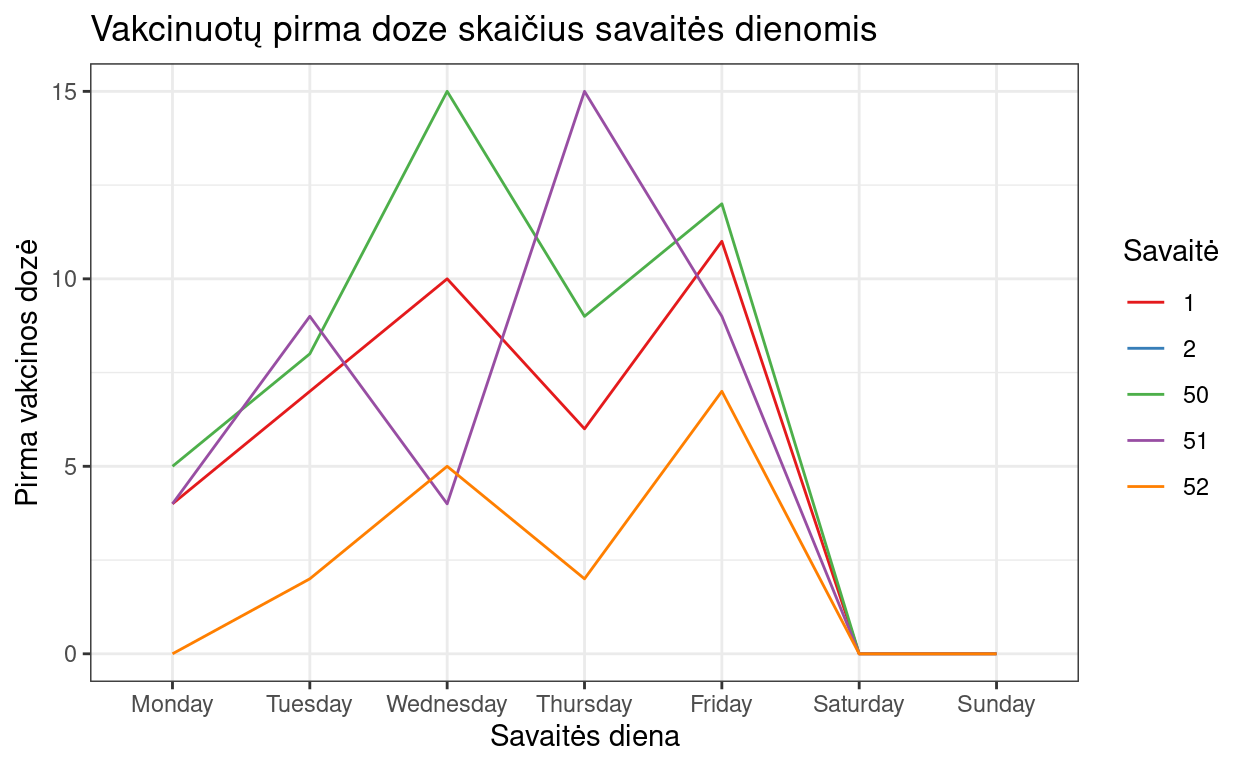 Vakcinuotų pirma doze skaičius savaitės dienomis
15
10
5
0
Pirma vakcinos dozė
Monday Tuesday Wednesday Thursday Friday Saturday Sunday
Savaitės diena
Savaitė
1
2
50
51
52